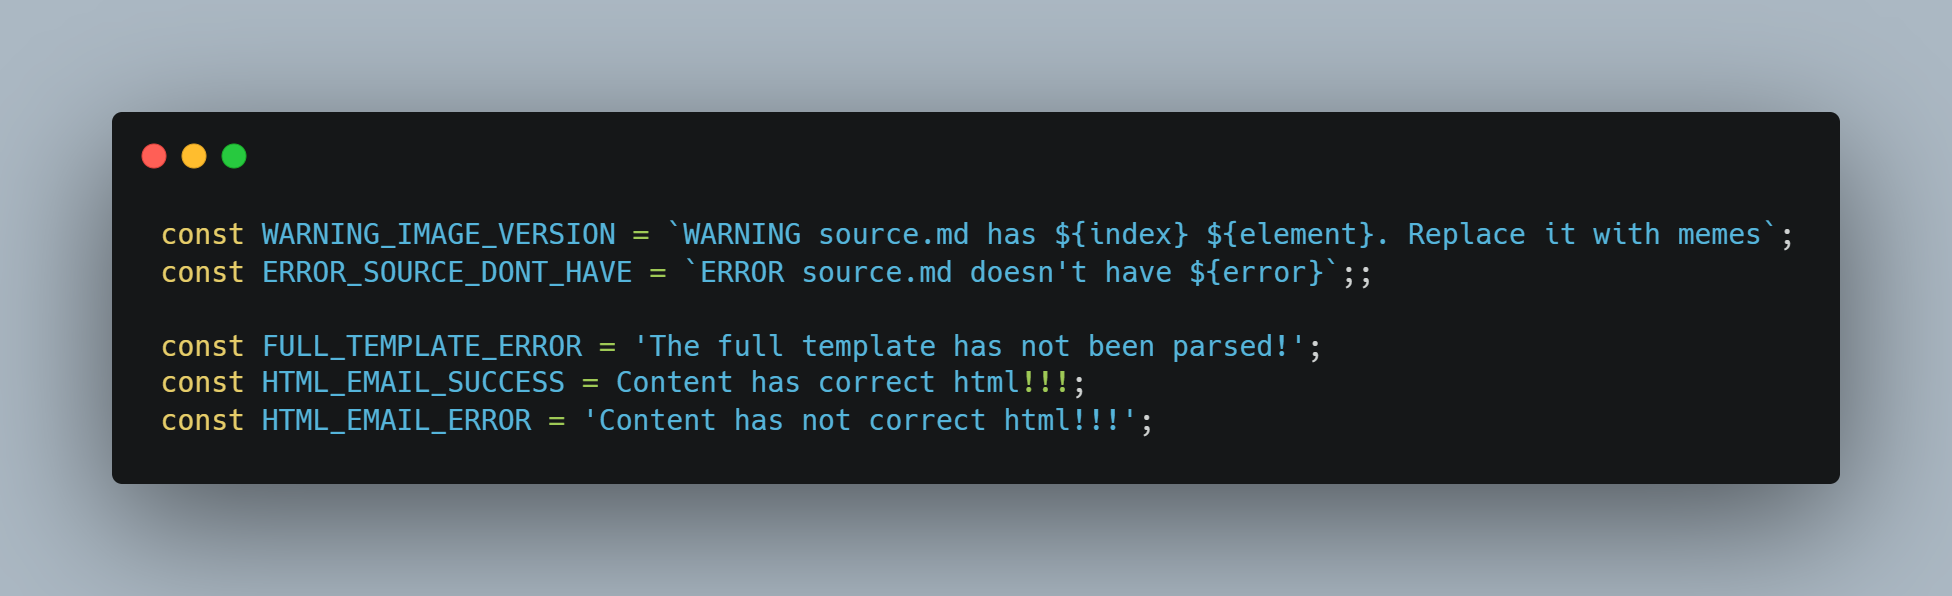 const WARNING_IMAGE_VERSION = `WARNING source.md has ${index} ${element}. Replace it with memes`;
const ERROR_SOURCE_DONT_HAVE = `ERROR source.md doesn't have ${error}`;;
const FULL_TEMPLATE_ERROR = 'The full template has not been parsed!';
const HTML_EMAIL_SUCCESS = Content has correct html!!!;
const HTML_EMAIL_ERROR = 'Content has not correct html!!!';